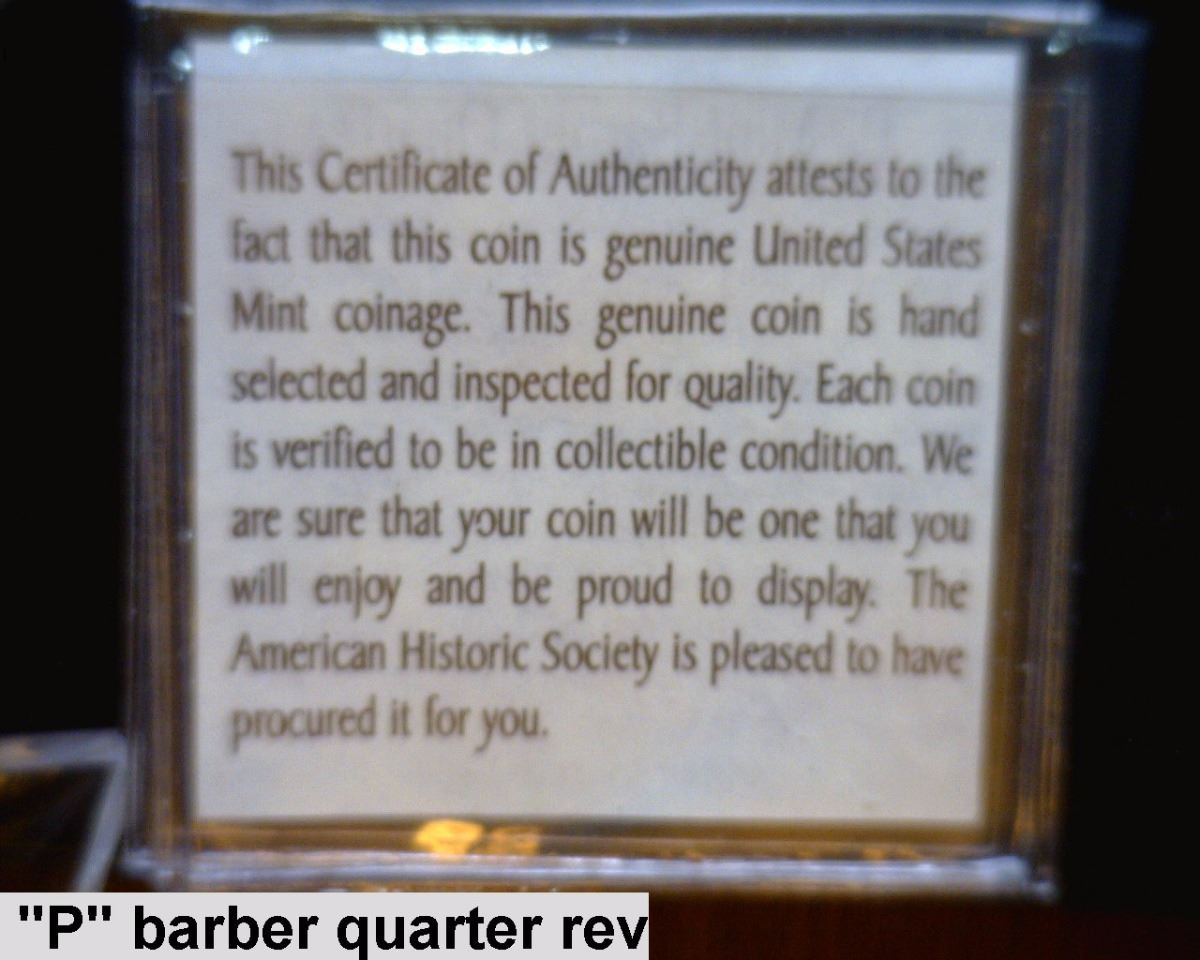 This Certificate of Authenticity attests to the
fact that this coin is genuine United States
Mint coinage. This genuine coin is hand
selected and inspected for quality. Each coin
is verified to be in collectible condition. We
are sure that your coin will be one that you
will enjoy and be proud to display. The
American Historic Society is pleased to have
procured it for you.
"P" barber quarter rev